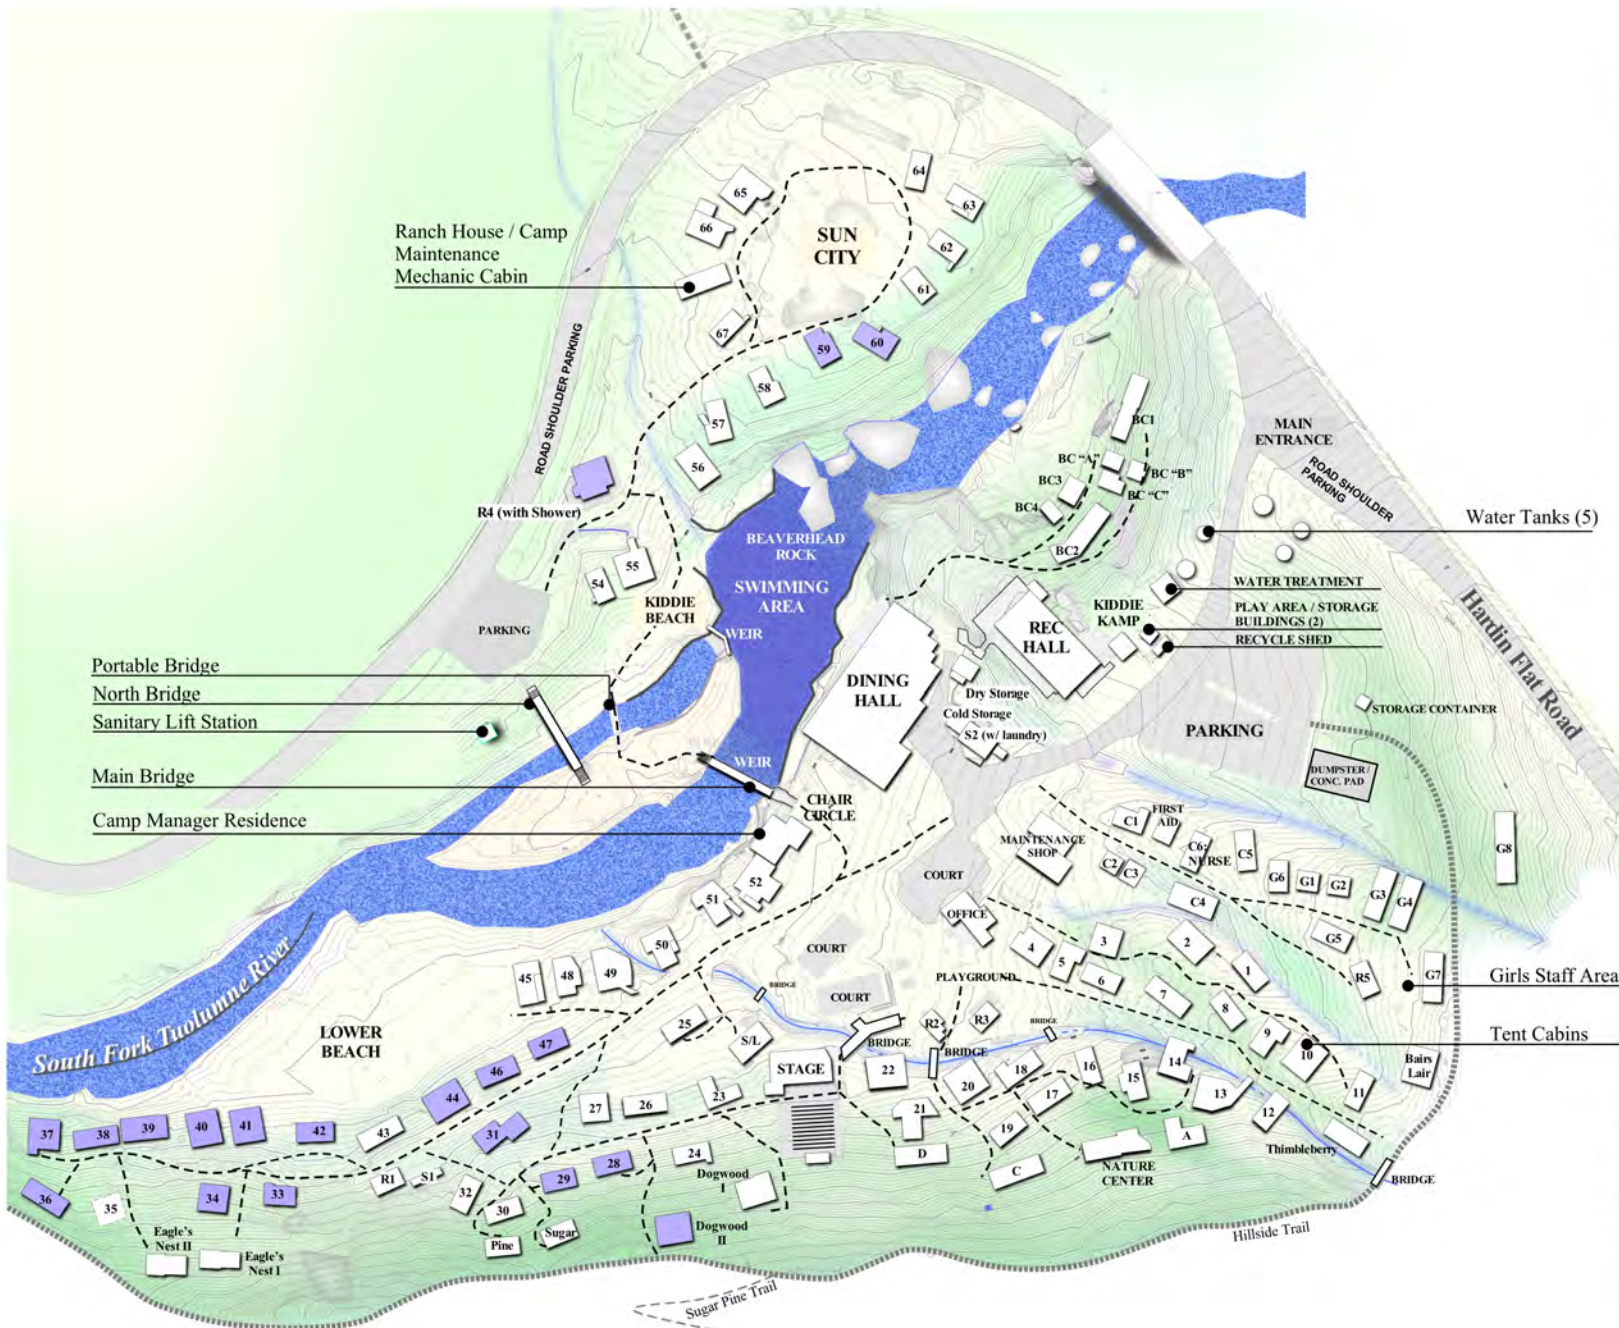 64
65
63
66
SUN
CITY
62
Ranch House / Camp
Maintenance
Mechanic Cabin
61
67
59
60
58
57
56
ROAD SHOULDER PARKING
R4 (with Shower)
BC1
BC "A"
BC "B"
BC3
BC "C"
BC4
BC2
MAIN
ENTRANCE
ROAD SHOULDER
PARKING
Water Tanks (5)
BEAVERHEAD
ROCK
SWIMMING
AREA
55
54
KIDDIE
BEACH
WEIR
PARKING
WATER TREATMENT
PLAY AREA / STORAGE
BUILDINGS (2)
RECYCLE SHED
KIDDIE
KAMP
REC
HALL
Hardin Flat Road
Portable Bridge
North Bridge
Sanitary Lift Station
DINING
HALL
Dry Storage
Cold Storage
S2 (w/ laundry)
STORAGE CONTAINER
PARKING
DUMPSTER /
CONC. PAD
Main Bridge
WEIR
CHAIR
CIRCLE
Camp Manager Residence
C1
FIRST
AID
MAINTENANCE
SHOP
C6:
NURSE
C5
C2
C3
G6
G1
G2
G3
G4
G8
COURT
52
51
C4
OFFICE
50
COURT
4
5
3
6
2
1
G5
R5
G7
Girls Staff Area
45
48
49
South Fork Tuolumne River
BRIDGE
PLAYGROUND
COURT
7
8
9
10
Tent Cabins
LOWER
BEACH
25
S/L
R2
R3
BRIDGE
BRIDGE
BRIDGE
Bairs
Lair
47
46
44
STAGE
22
20
18
16
15
14
13
12
11
17
27
26
23
21
19
37
38
39
40
41
42
43
31
D
C
A
NATURE
CENTER
Thimbleberry
BRIDGE
36
35
34
33
R1
S1
32
30
29
28
24
Dogwood
I
Eagle's
Nest II
Eagle's
Nest I
Pine
Sugar
Dogwood
II
Hillside Trail
Sugar Pine Trail